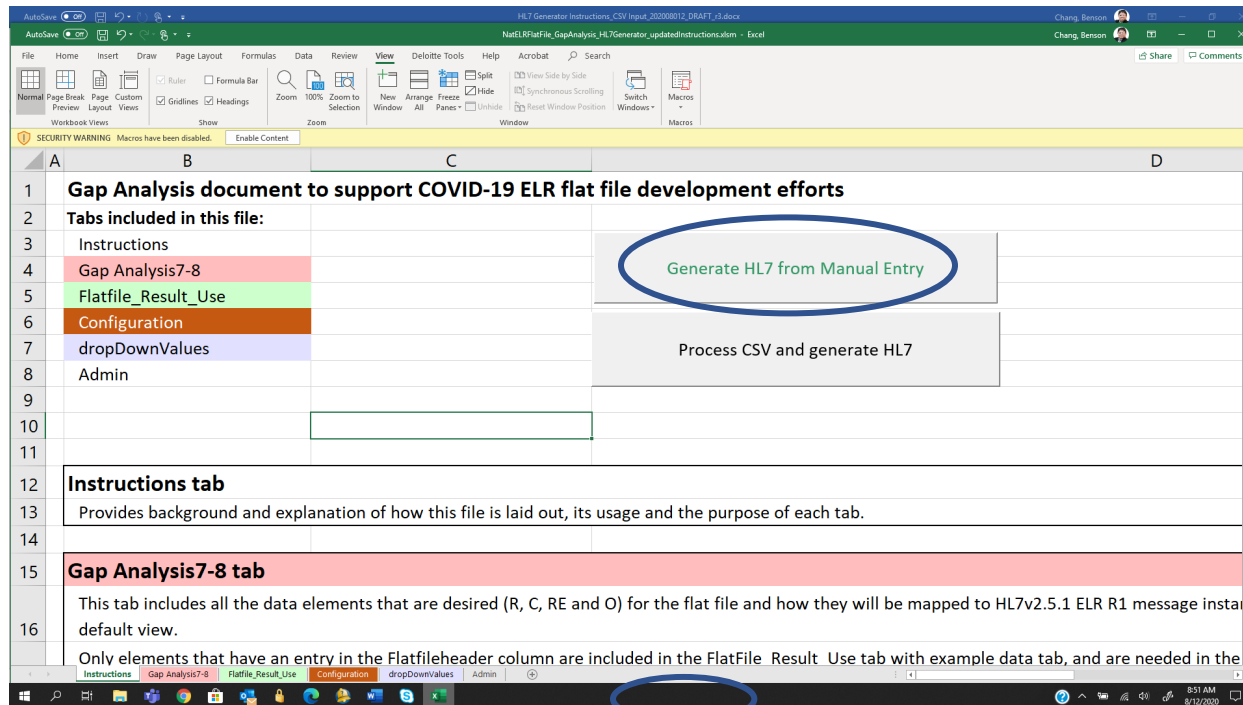 AutoSave Off HL7 Generator Instructions_CSV Input_202008012_DRAFT_r3.docx Chang, Benson
AutoSave Off NatELRFlatFile_GapAnalysis_HL7Generator_updatedInstructions.xlsm - Excel Chang, Benson
File Home Insert Draw Page Layout Formulas Data Review View Deloitte Tools Help Acrobat Search Share Comments
Normal Page Break Preview Page Layout Custom Views
Ruler Formula Bar
Gridlines Headings
Zoom 100% Zoom to Selection
New Window Arrange All Freeze Panes
Split
Hide
Unhide
View Side by Side
Synchronous Scrolling
Reset Window Position
Switch Windows
Macros
Workbook Views Show Zoom Window Macros
SECURITY WARNING Macros have been disabled. Enable Content
A B C D
1 Gap Analysis document to support COVID-19 ELR flat file development efforts
2 Tabs included in this file:
3 Instructions
4 Gap Analysis7-8
Generate HL7 from Manual Entry
5 Flatfile_Result_Use
6 Configuration
7 dropDownValues
Process CSV and generate HL7
8 Admin
9
10
11
12 Instructions tab
13 Provides background and explanation of how this file is laid out, its usage and the purpose of each tab.
14
15 Gap Analysis7-8 tab
This tab includes all the data elements that are desired (R, C, RE and O) for the flat file and how they will be mapped to HL7v2.5.1 ELR R1 message instar
16 default view.
Only elements that have an entry in the Flatfileheader column are included in the FlatFile_Result_Use tab with example data tab, and are needed in the
Instructions Gap Analysis7-8 Flatfile_Result_Use Configuration dropDownValues Admin
8:51 AM
8/12/2020